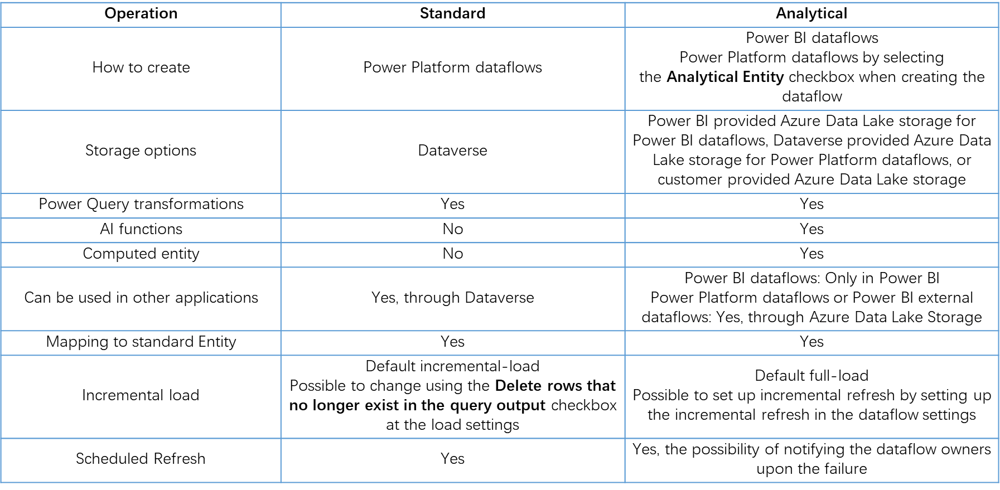 Operation
Standard
Analytical
How to create
Power Platform dataflows
Power BI dataflows
Power Platform dataflows by selecting
the Analytical Entity checkbox when creating the
dataflow
Storage options
Dataverse
Power BI provided Azure Data Lake storage for
Power BI dataflows, Dataverse provided Azure Data
Lake storage for Power Platform dataflows, or
customer provided Azure Data Lake storage
Power Query transformations
Yes
Yes
AI functions
No
Yes
Computed entity
No
Yes
Can be used in other applications
Yes, through Dataverse
Power BI dataflows: Only in Power BI
Power Platform dataflows or Power BI external
dataflows: Yes, through Azure Data Lake Storage
Mapping to standard Entity
Yes
Yes
Incremental load
Default incremental-load
Possible to change using the Delete rows that
no longer exist in the query output checkbox
at the load settings
Default full-load
Possible to set up incremental refresh by setting up
the incremental refresh in the dataflow settings
Scheduled Refresh
Yes
Yes, the possibility of notifying the dataflow owners
upon the failure